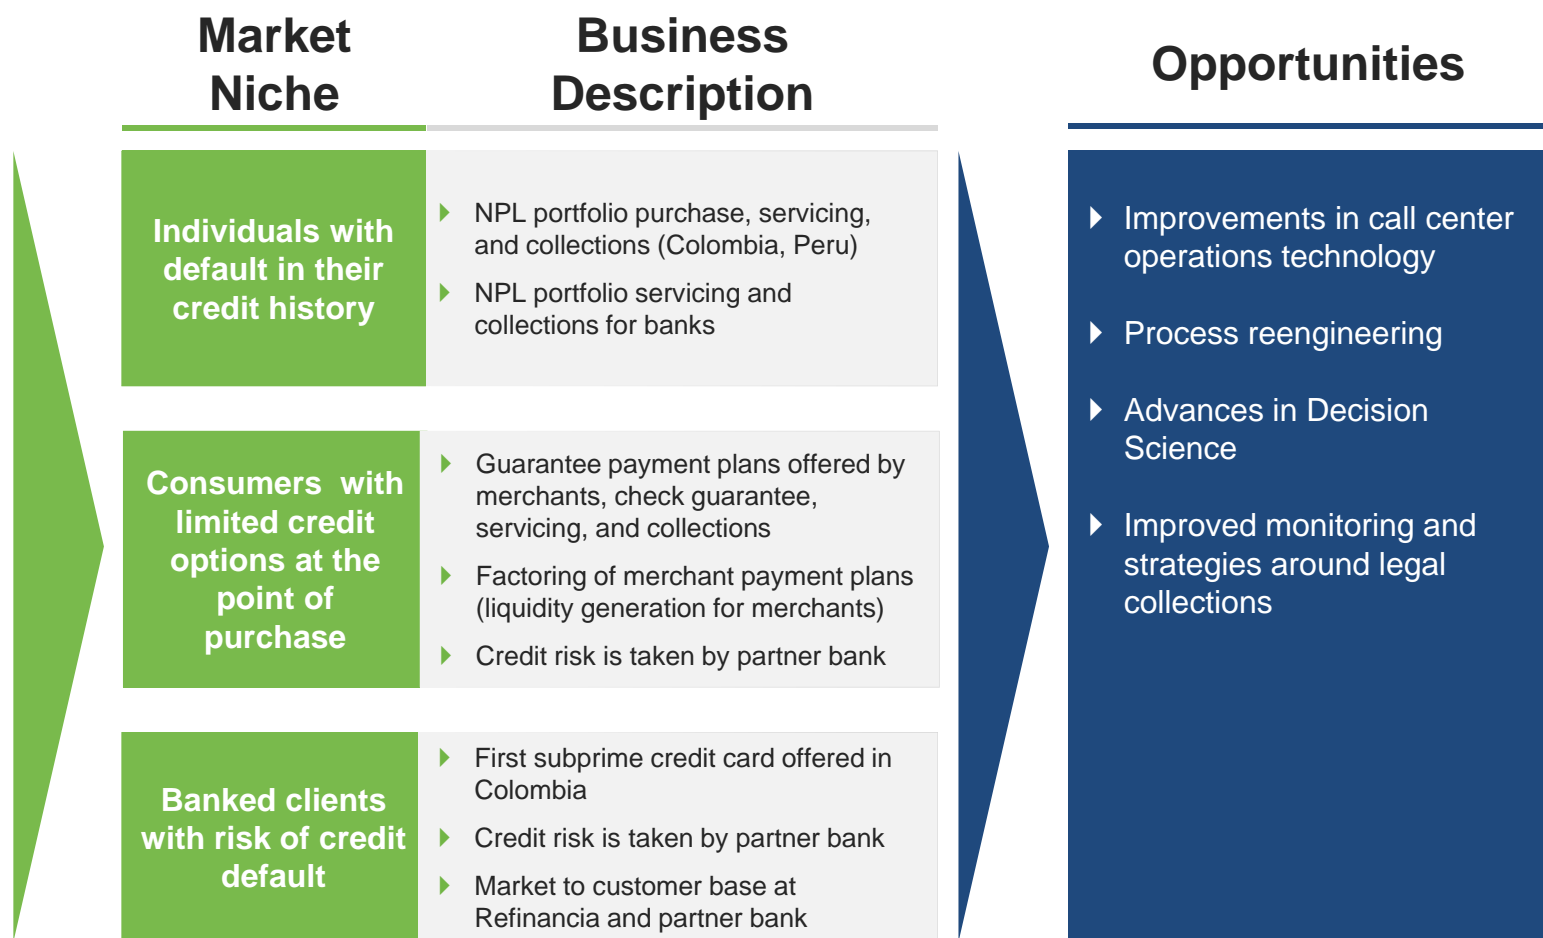 Market
Niche
Business
Description
Opportunities
Individuals with
default in their
credit history
NPL portfolio purchase, servicing,
and collections (Colombia, Peru)
NPL portfolio servicing and
collections for banks
Consumers  with
limited credit
options at the
point of
purchase
Guarantee payment plans offered by
merchants, check guarantee,
servicing, and collections
Factoring of merchant payment plans
(liquidity generation for merchants)
Credit risk is taken by partner bank
Banked clients
with risk of credit
default
First subprime credit card offered in
Colombia
Credit risk is taken by partner bank
Market to customer base at
Refinancia and partner bank
Improvements in call center
operations technology
Process reengineering
Advances in Decision
Science
Improved monitoring and
strategies around legal
collections